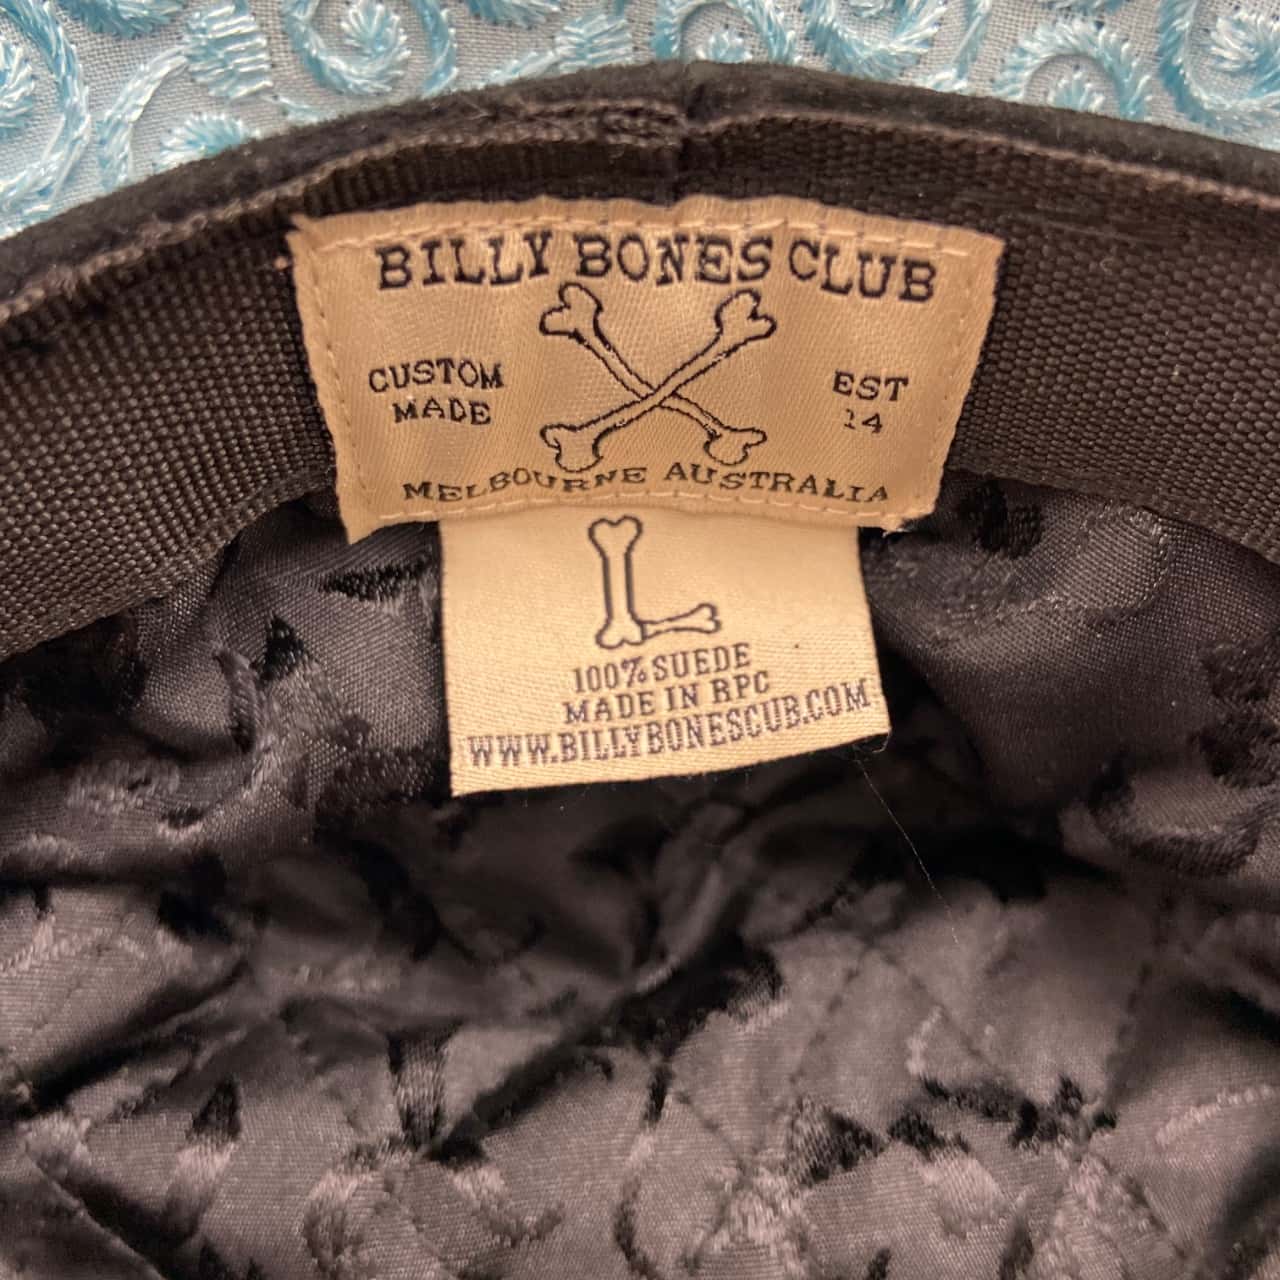 BILLY BONES CLUB
CUSTOM
MADE
EST
14
MELBOURNE AUSTRALIA
L
100% SUEDE
MADE IN RPC
WWW.BILLYBONESCUB.COM